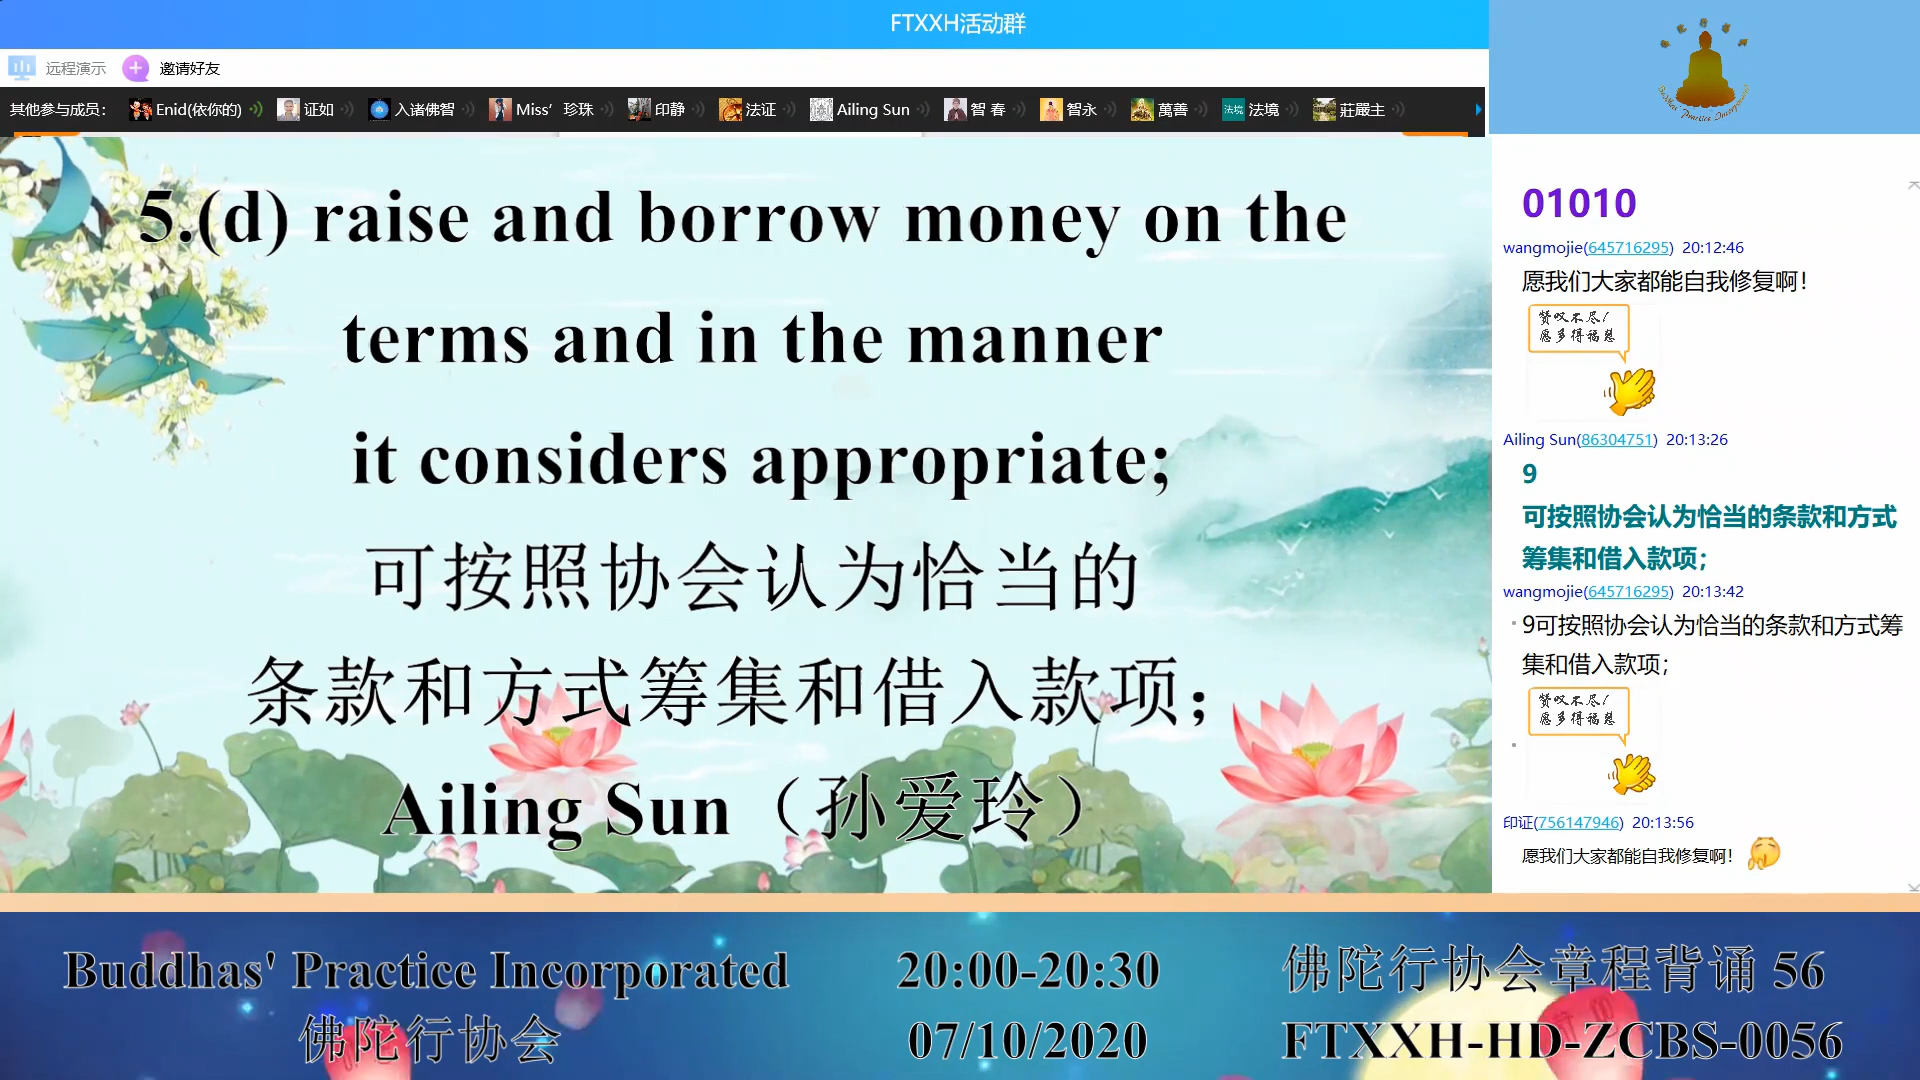 FTXXH活动群
远程演示 邀请好友
其他参与成员： Enid(依你的) 证如 入诸佛智 Miss’ 珍珠 印静 法证 Ailing Sun 智 春 智永 萬善 法境 法境 莊嚴主
Buddhas' Practice Incorporated
5.(d) raise and borrow money on the
terms and in the manner
it considers appropriate;
可按照协会认为恰当的
条款和方式筹集和借入款项；
Ailing Sun（孙爱玲）
01010
wangmojie(645716295) 20:12:46
愿我们大家都能自我修复啊！
赞叹不尽！
愿多得福慧
Ailing Sun(86304751) 20:13:26
9
可按照协会认为恰当的条款和方式
筹集和借入款项；
wangmojie(645716295) 20:13:42
9可按照协会认为恰当的条款和方式筹
集和借入款项；
赞叹不尽！
愿多得福慧
印证(756147946) 20:13:56
愿我们大家都能自我修复啊！
Buddhas' Practice Incorporated
佛陀行协会
20:00-20:30
07/10/2020
佛陀行协会章程背诵 56
FTXXH-HD-ZCBS-0056